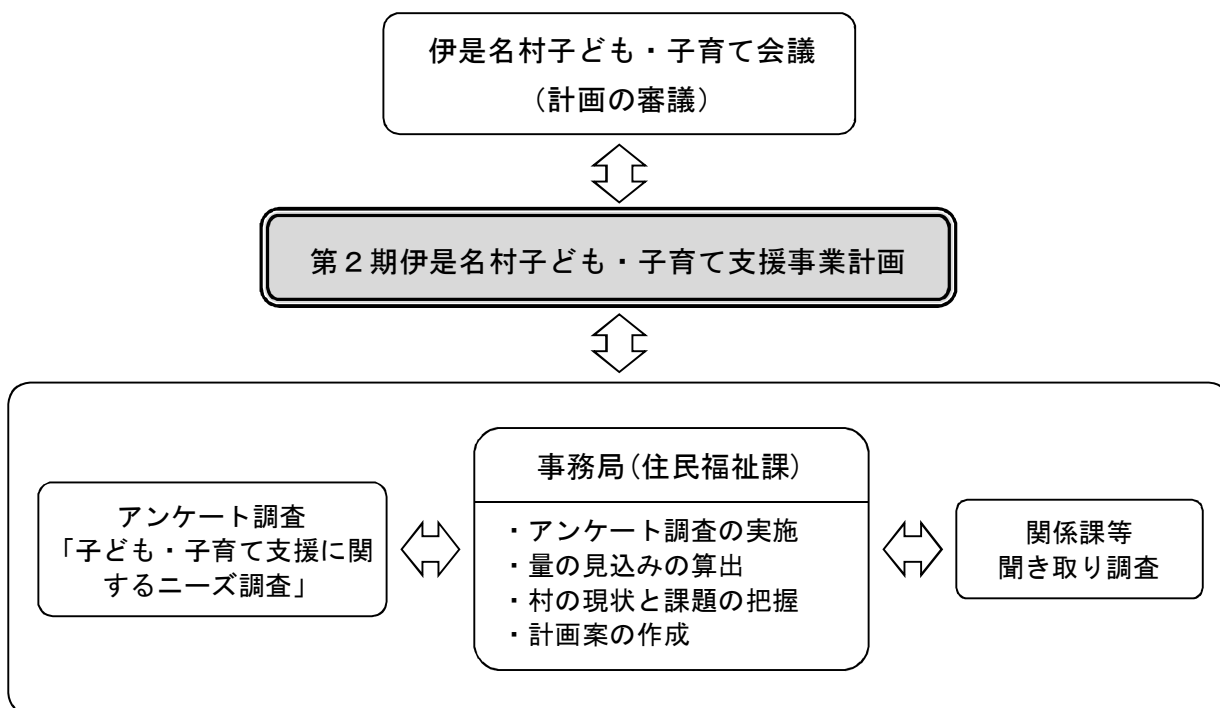 伊是名村子ども・子育て会議
（計画の審議）
第２期伊是名村子ども・子育て支援事業計画
アンケート調査
「子ども・子育て支援に関
するニーズ調査」
事務局（住民福祉課）
・アンケート調査の実施
・量の見込みの算出
・村の現状と課題の把握
・計画案の作成
関係課等
聞き取り調査